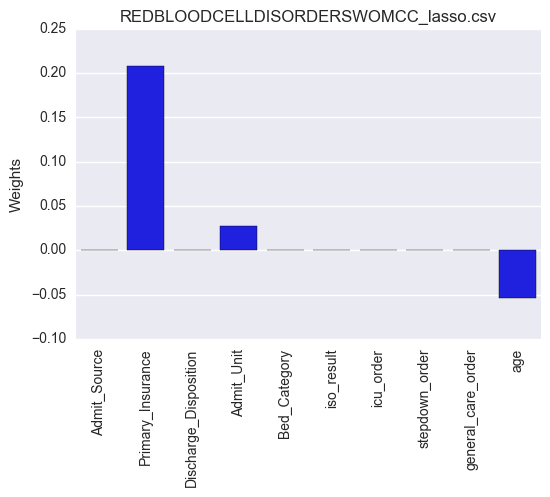 REDBLOODCELLDISORDERSWOMCC_lasso.csv
0.25
0.20
0.15
0.10
0.05
0.00
−0.05
−0.10
Weights
Admit_Source
Primary_Insurance
Discharge_Disposition
Admit_Unit
Bed_Category
iso_result
icu_order
stepdown_order
general_care_order
age